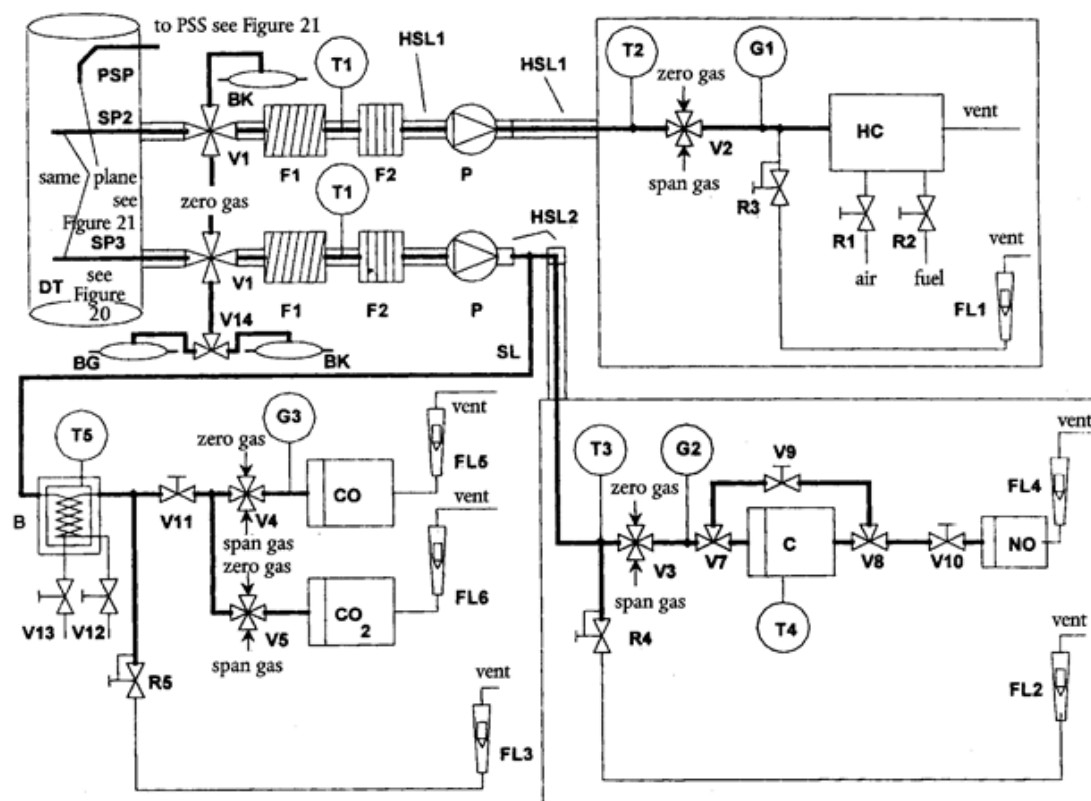 to PSS see Figure 21
PSP
BK
T1
HSL1
HSL1
T2
zero gas
G1
vent
SP2
V1
F1
F2
P
span gas
V2
HC
same plane
see
Figure 21
zero gas
T1
HSL2
R3
R1
R2
vent
SP3
air
fuel
DT
see
Figure
20
V1
F1
F2
P
FL1
V14
BG
BK
SL
vent
T5
zero gas
G3
FL5
vent
T3
zero gas
G2
V9
vent
FL4
B
V11
V4
CO
span gas
zero gas
V3
V7
C
V8
V10
NO
span gas
V13
V12
V5
CO2
FL6
span gas
R4
T4
vent
R5
vent
FL2
FL3